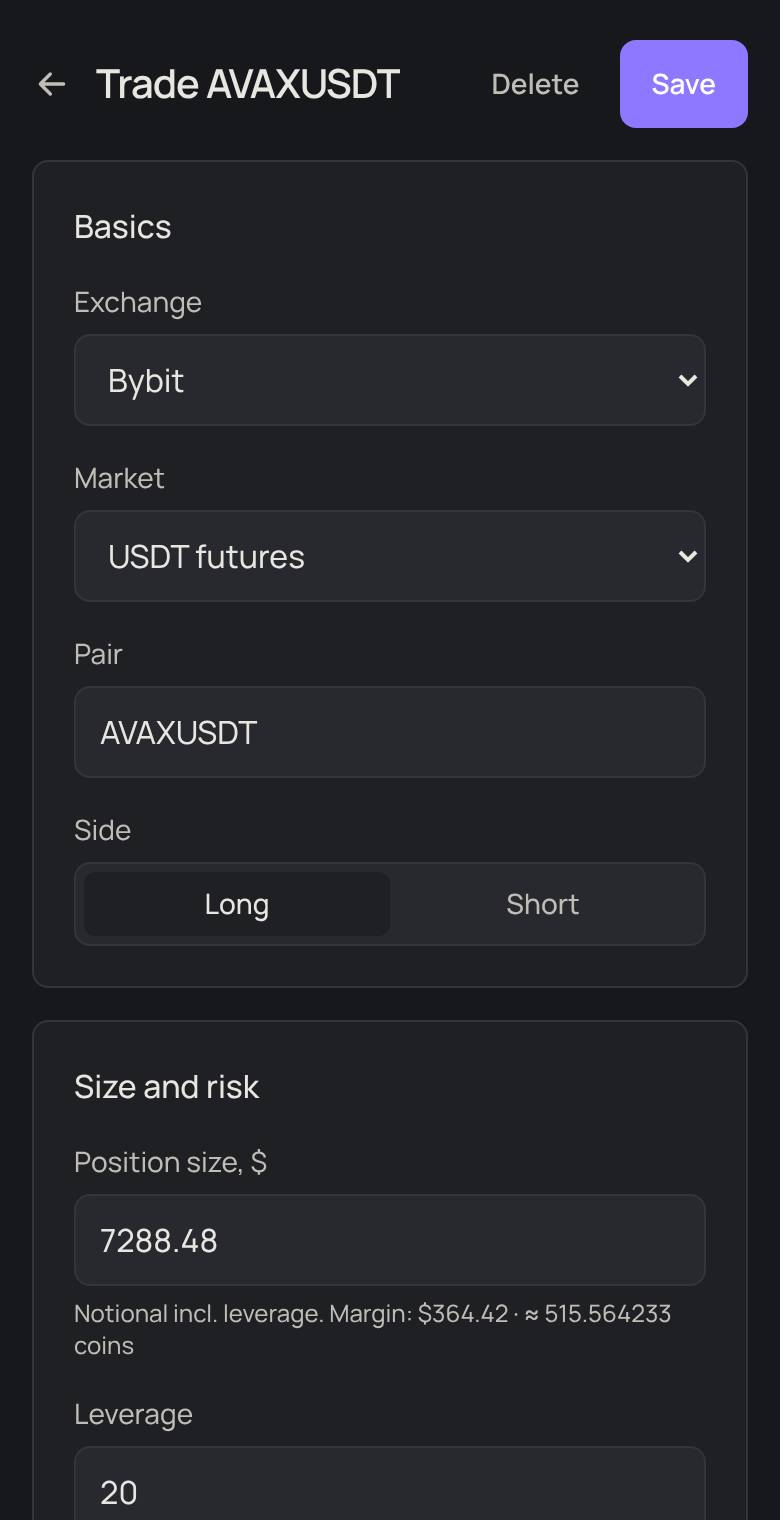 Trade AVAXUSDT
Delete
Save
Basics
Exchange
Bybit
Market
USDT futures
Pair
AVAXUSDT
Side
Long
Short
Size and risk
Position size, $
7288.48
Notional incl. leverage. Margin: $364.42 · ≈ 515.564233
coins
Leverage
20